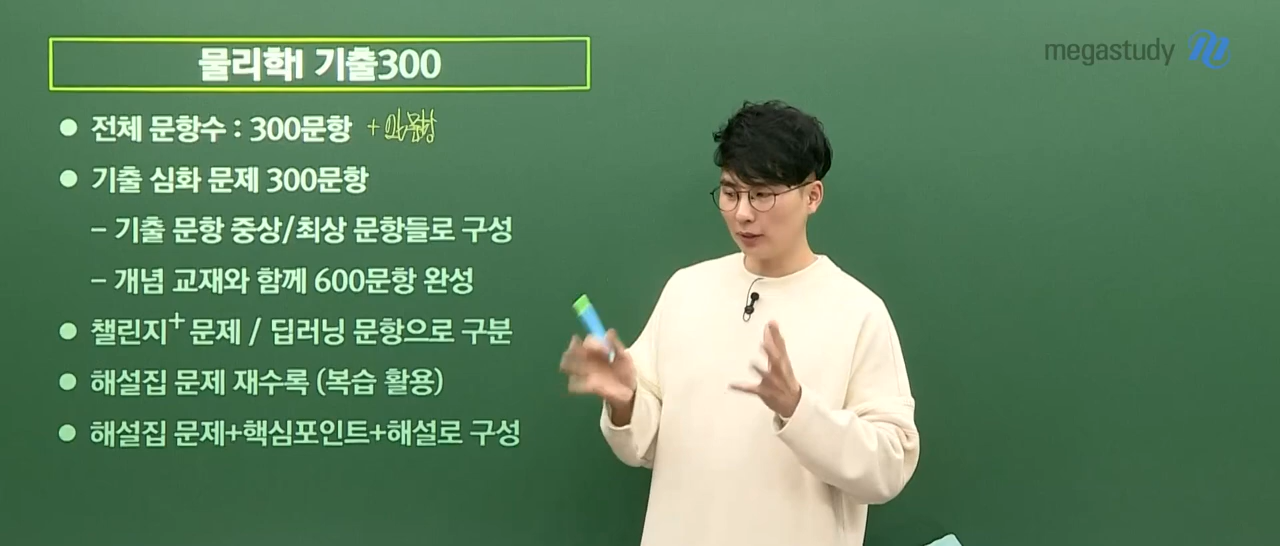 megastudy
물리학I 기출300
● 전체 문항수 : 300문항 +
● 기출 심화 문제 300문항
– 기출 문항 중상/최상 문항들로 구성
– 개념 교재와 함께 600문항 완성
● 챌린지+ 문제 / 딥러닝 문항으로 구분
● 해설집 문제 재수록 (복습 활용)
● 해설집 문제+핵심포인트+해설로 구성